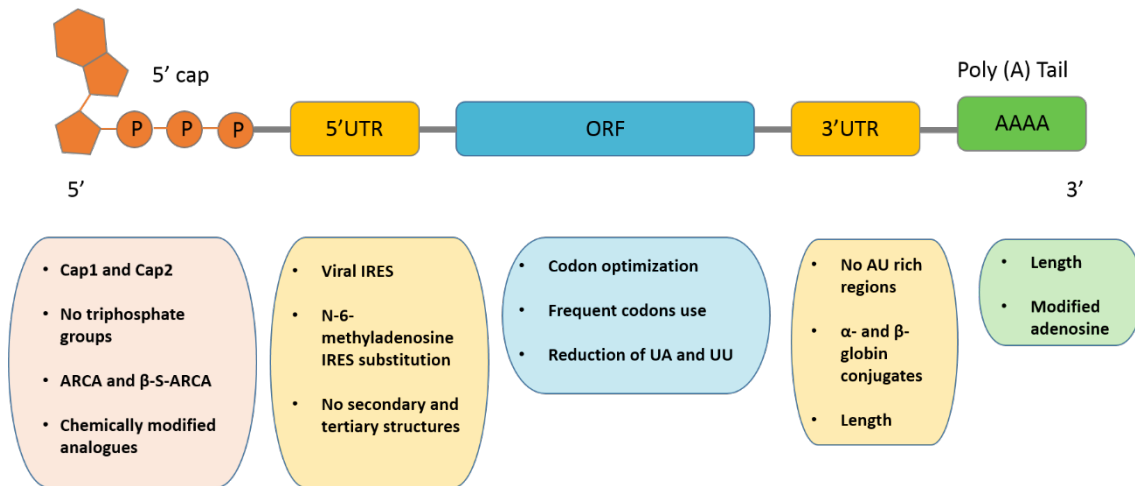 5’ cap
Poly (A) Tail
P P P
5’UTR
ORF
3’UTR
AAAA
5’
3’
• Cap1 and Cap2
• No triphosphate
groups
• ARCA and β-S-ARCA
• Chemically modified
analogues
• Viral IRES
• N-6-
methyladenosine
IRES substitution
• No secondary and
tertiary structures
• Codon optimization
• Frequent codons use
• Reduction of UA and UU
• No AU rich
regions
• α- and β-
globin
conjugates
• Length
• Length
• Modified
adenosine